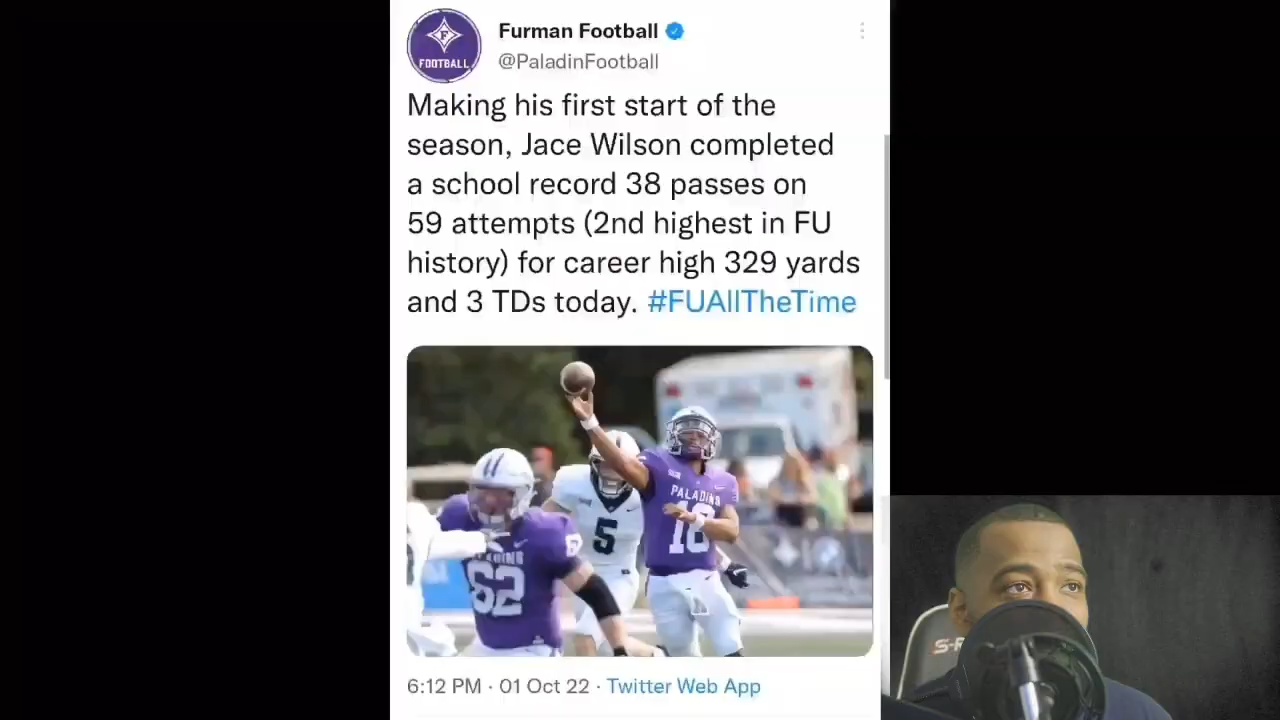 F
FOOTBALL
Furman Football
@PaladinFootball
Making his first start of the
season, Jace Wilson completed
a school record 38 passes on
59 attempts (2nd highest in FU
history) for career high 329 yards
and 3 TDs today. #FUAllTheTime
PALADINS
5
62
6:12 PM · 01 Oct 22 · Twitter Web App